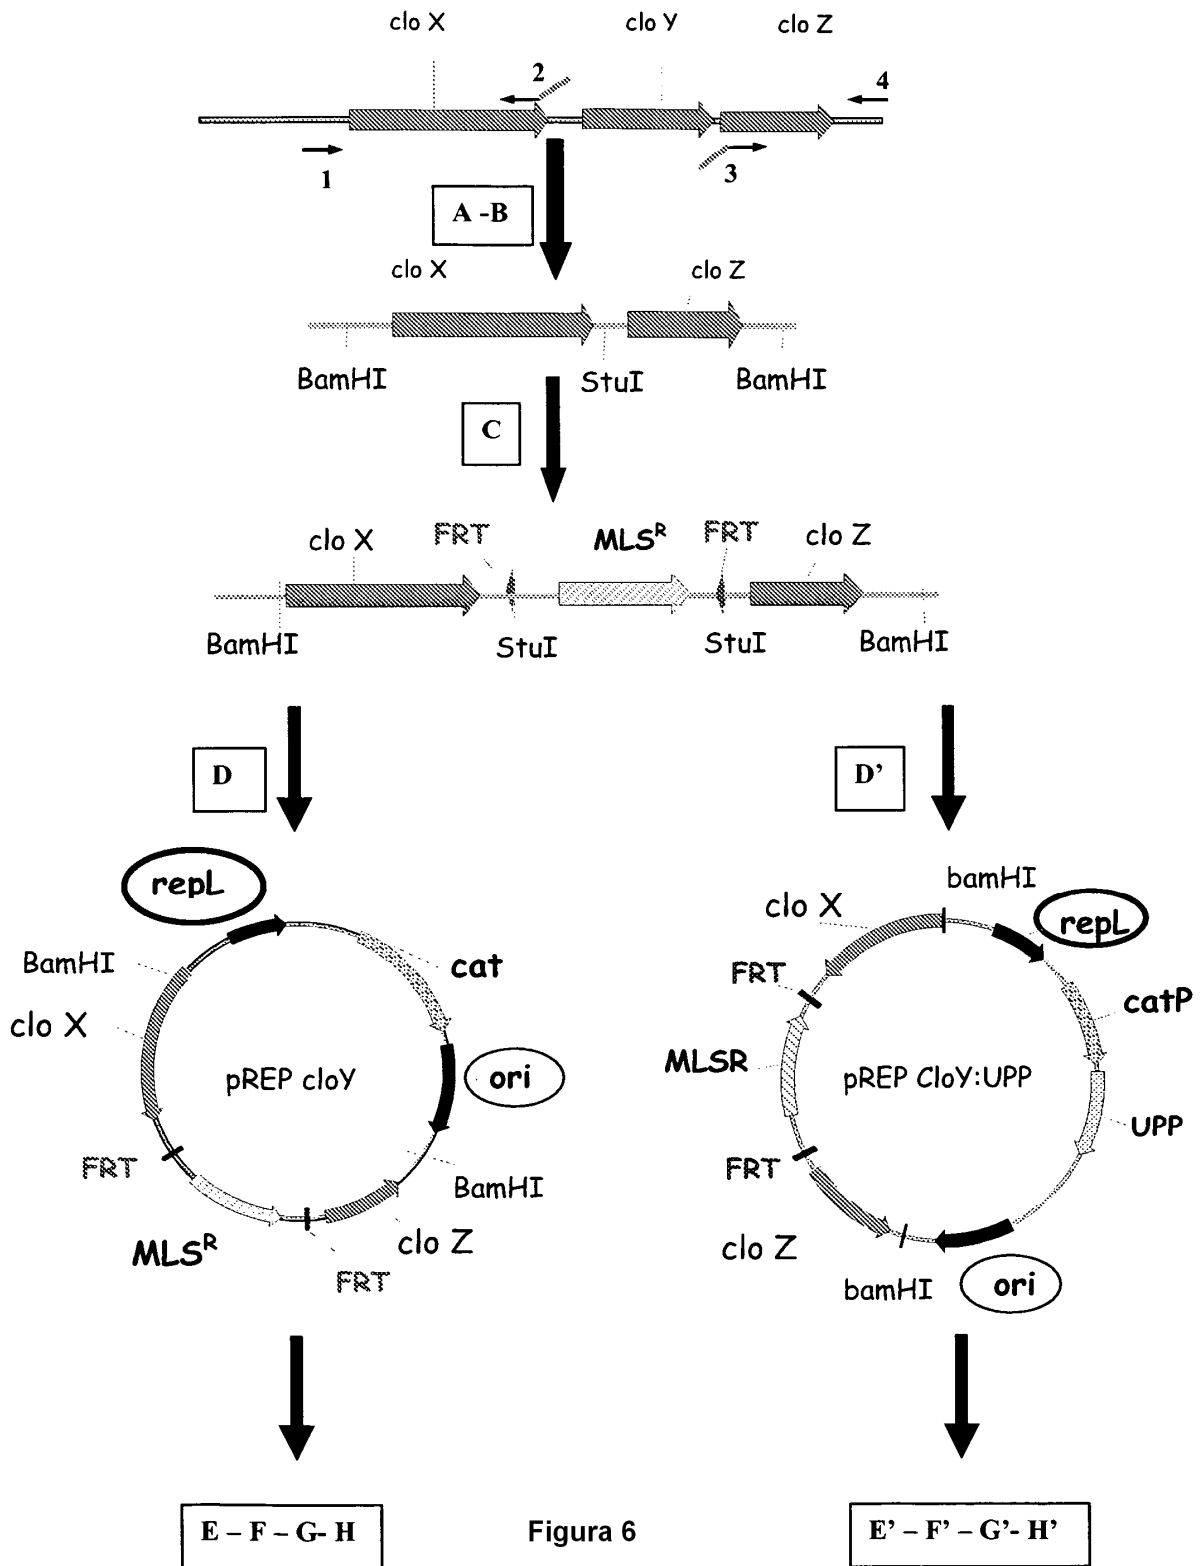 clo X clo Y clo Z
2 4
1 3
A -B
clo X clo Z
BamHI StuI BamHI
C
clo X FRT MLSᴿ FRT clo Z
BamHI StuI StuI BamHI
D
D'
repL
BamHI
cat
clo X
pREP cloY
ori
FRT
BamHI
MLSᴿ
clo Z
FRT
bamHI
clo X
repL
FRT
catP
MLSR
pREP CloY:UPP
UPP
FRT
clo Z
bamHI
ori
E – F – G- H
Figura 6
E' – F' – G'- H'